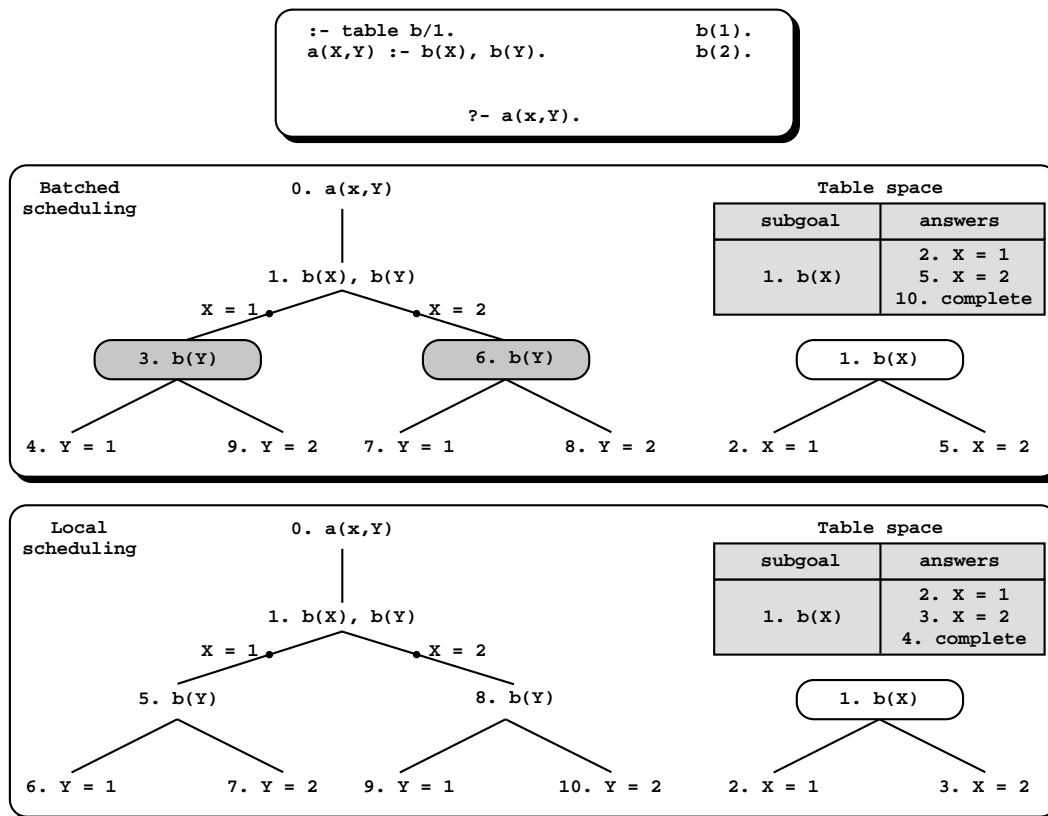 :- table b/1. b(1).
a(X,Y) :- b(X), b(Y). b(2).
?- a(x,Y).
Batched
scheduling
0. a(x,Y)
1. b(X), b(Y)
X = 1 X = 2
3. b(Y) 6. b(Y)
4. Y = 1 9. Y = 2 7. Y = 1 8. Y = 2
Table space
subgoal answers
1. b(X)
2. X = 1
5. X = 2
10. complete
1. b(X)
2. X = 1 5. X = 2
Local
scheduling
0. a(x,Y)
1. b(X), b(Y)
X = 1 X = 2
5. b(Y) 8. b(Y)
6. Y = 1 7. Y = 2 9. Y = 1 10. Y = 2
Table space
subgoal answers
1. b(X)
2. X = 1
3. X = 2
4. complete
1. b(X)
2. X = 1 3. X = 2